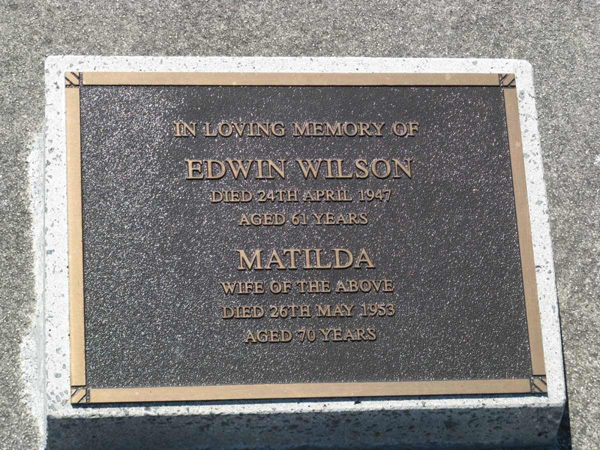 IN LOVING MEMORY OF
EDWIN WILSON
DIED 24TH APRIL 1947
AGED 61 YEARS
MATILDA
WIFE OF THE ABOVE
DIED 26TH MAY 1953
AGED 70 YEARS